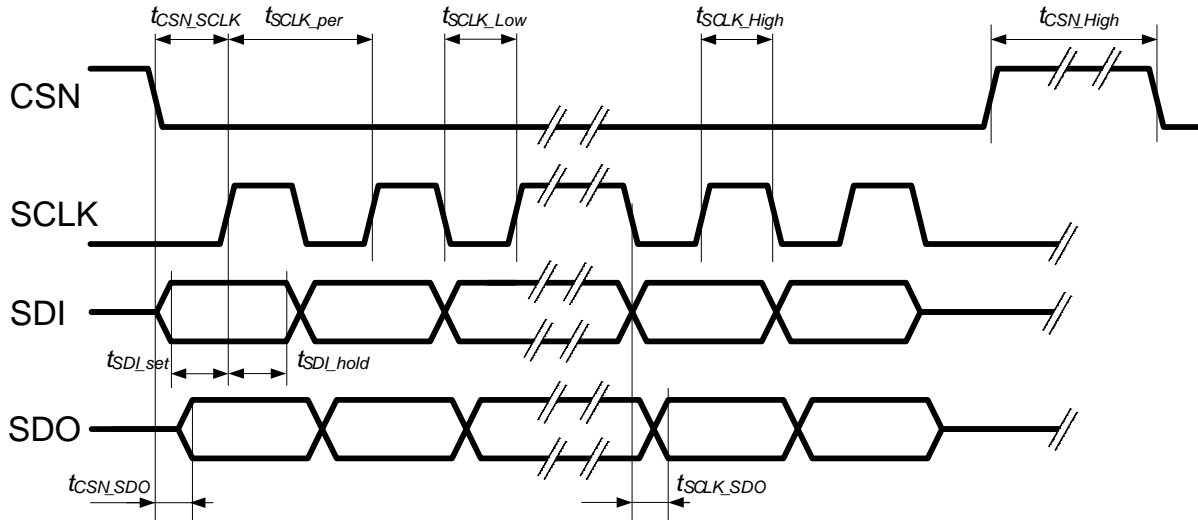 tCSN_SCLK tSCLK_per tSCLK_Low tSCLK_High tCSN_High
CSN
SCLK
SDI
tSDI_set tSDI_hold
SDO
tCSN_SDO tSCLK_SDO